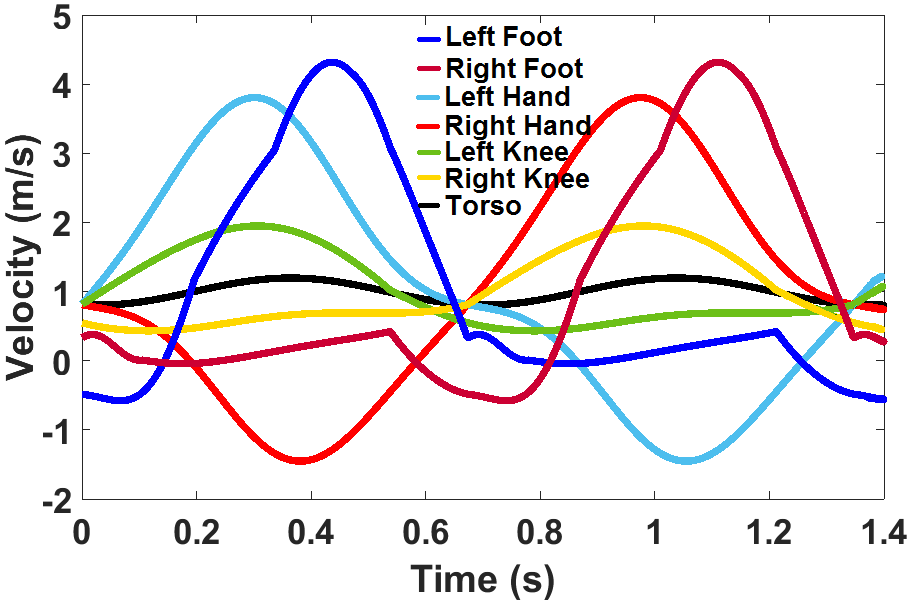 5
4
3
2
1
0
-1
-2
Velocity (m/s)
Left Foot
Right Foot
Left Hand
Right Hand
Left Knee
Right Knee
Torso
0 0.2 0.4 0.6 0.8 1 1.2 1.4
Time (s)